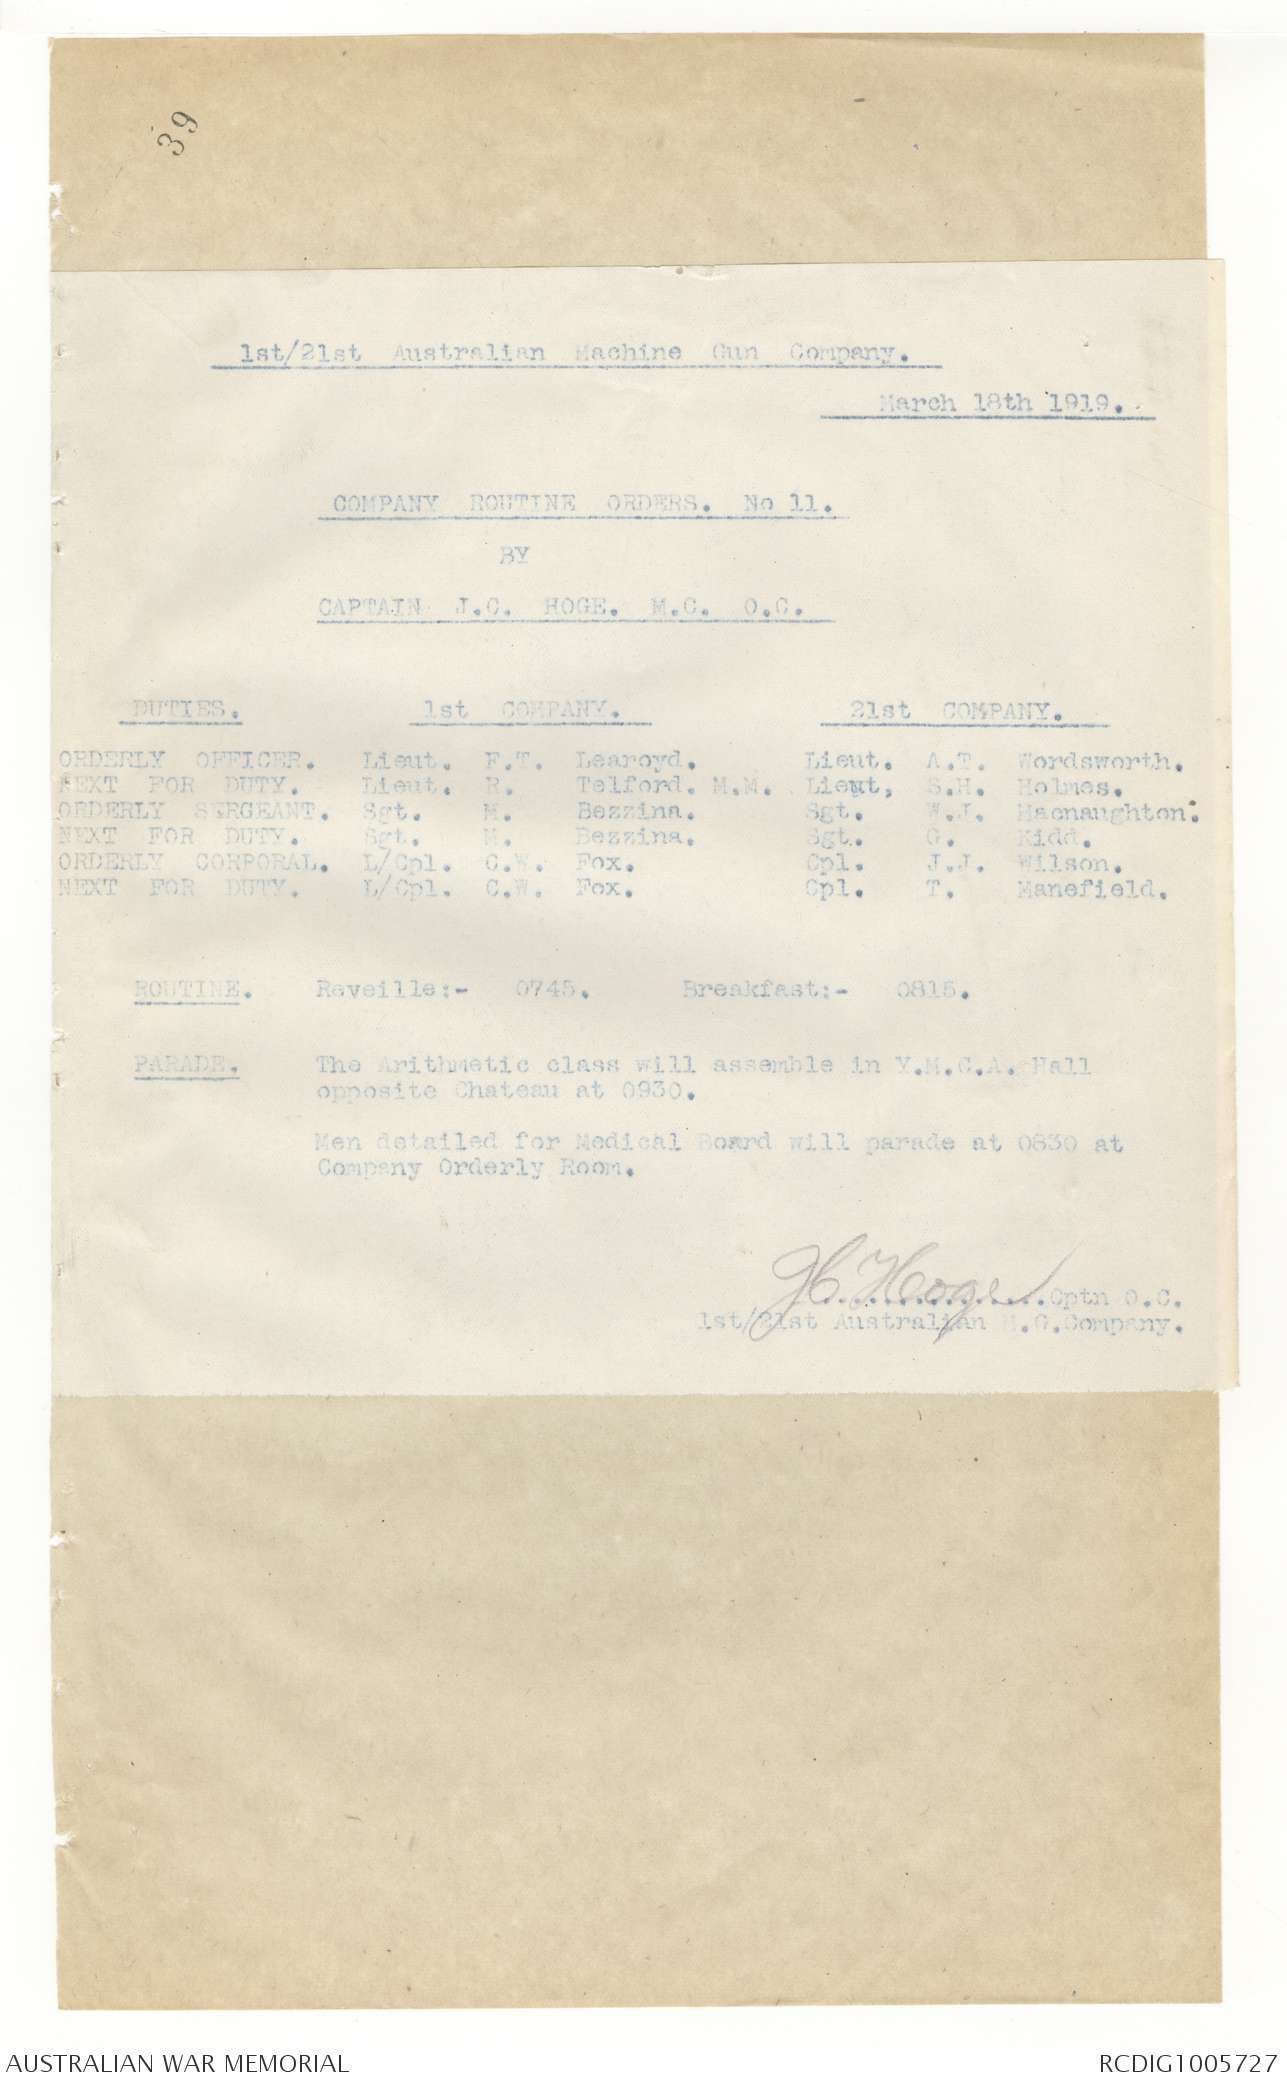 39
1st/21st Australian Machine Gun Company.
March 18th 1919.
COMPANY ROUTINE ORDERS. No 11.
BY
CAPTAIN J.C. HOGE. M.C. O.C.
DUTIES. 1st COMPANY. 21st COMPANY.
ORDERLY OFFICER. Lieut. F.T. Learoyd. Lieut. A.T. Wordsworth.
NEXT FOR DUTY. Lieut. R. Telford. M.M. Lieut, S.H. Holmes.
ORDERLY SERGEANT. Sgt. M. Bezzina. Sgt. W.J. Macnaughton.
NEXT FOR DUTY. Sgt. M. Bezzina. Sgt. G. Kidd.
ORDERLY CORPORAL. L/Cpl. C.W. Fox. Cpl. J.J. Wilson.
NEXT FOR DUTY. L/Cpl. C.W. Fox. Cpl. T. Manefield.
ROUTINE. Reveille:- 0745. Breakfast:- 0815.
PARADE. The Arithmetic class will assemble in Y.M.C.A. Hall
opposite Chateau at 0930.
Men detailed for Medical Board will parade at 0830 at
Company Orderly Room.
JC Hoge ..............Cptn O.C.
1st/21st Australian M.G.Company.
AUSTRALIAN WAR MEMORIAL RCDIG1005727